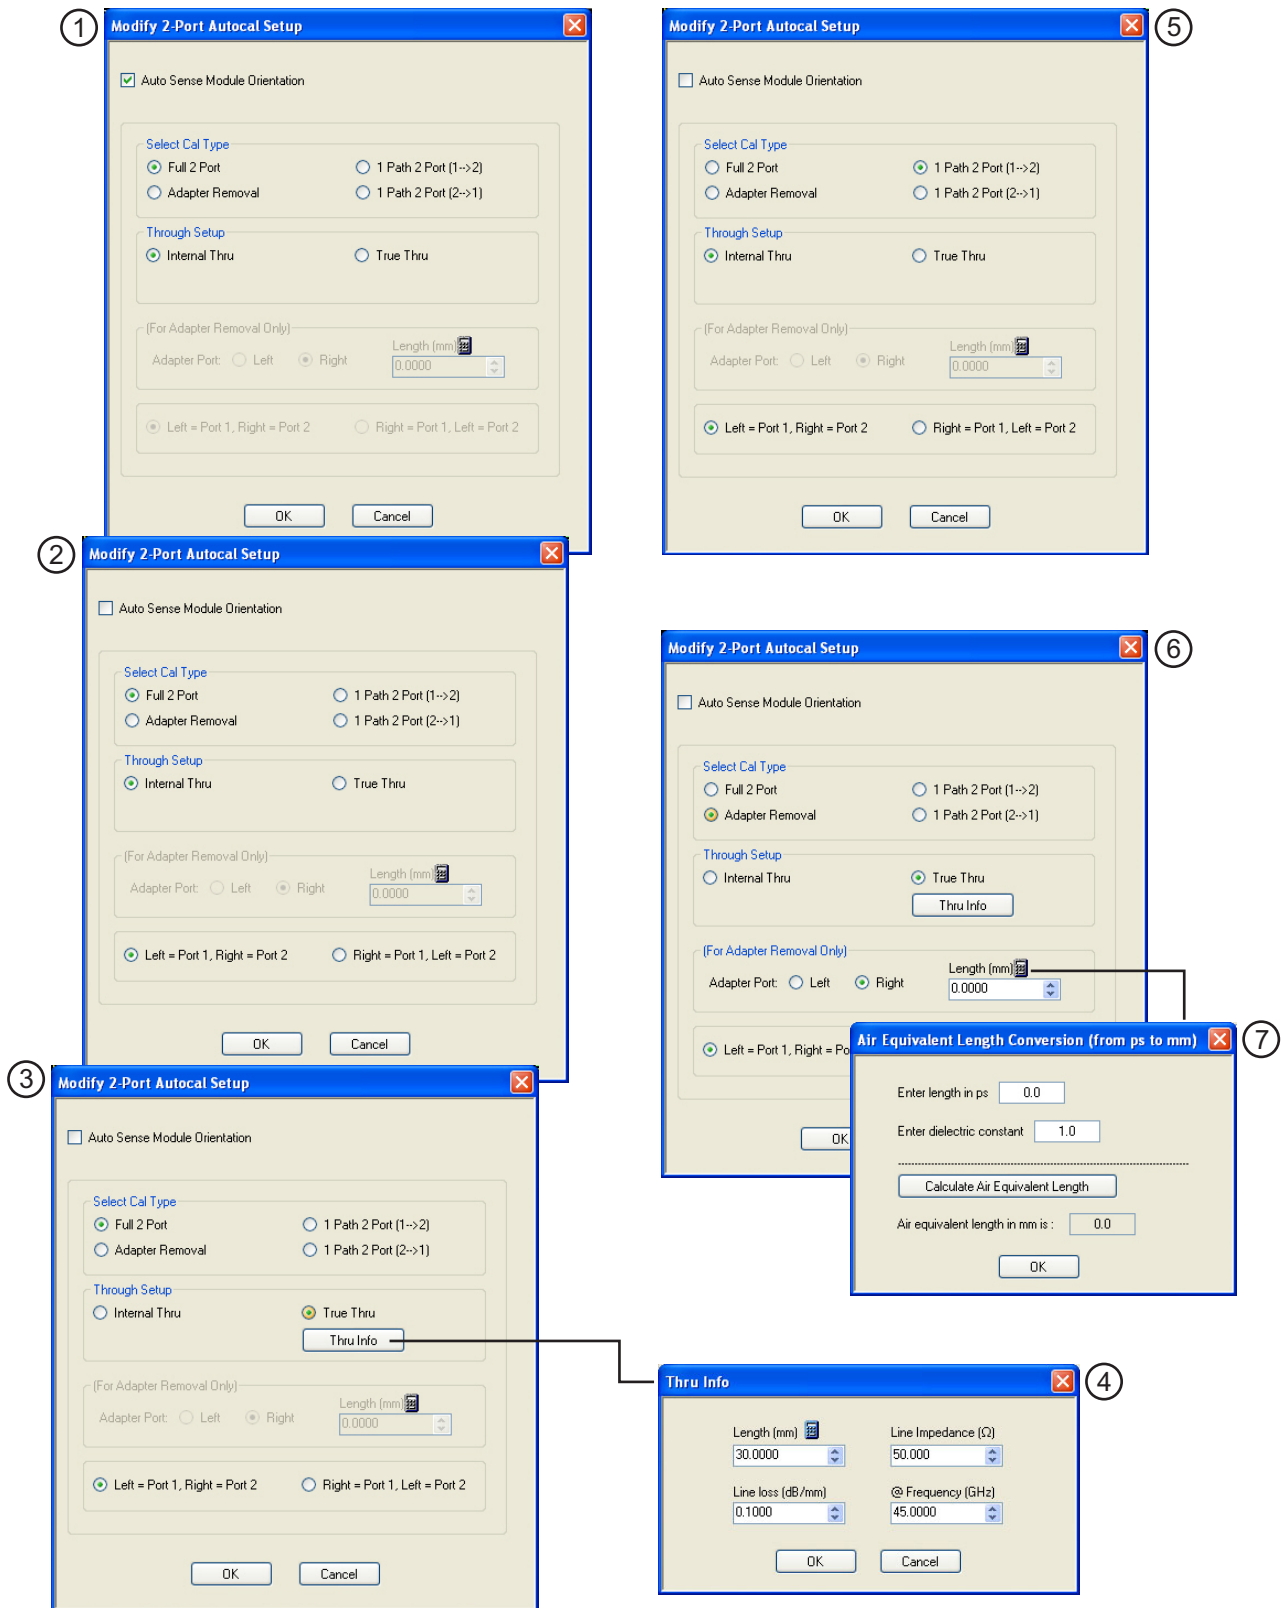 1
Modify 2-Port Autocal Setup
Auto Sense Module Orientation
Select Cal Type
Full 2 Port
1 Path 2 Port (1-->2)
Adapter Removal
1 Path 2 Port (2-->1)
Through Setup
Internal Thru
True Thru
(For Adapter Removal Only)
Adapter Port:
Left
Right
Length (mm)
0.0000
Left = Port 1, Right = Port 2
Right = Port 1, Left = Port 2
OK
Cancel
2
Modify 2-Port Autocal Setup
Auto Sense Module Orientation
Select Cal Type
Full 2 Port
1 Path 2 Port (1-->2)
Adapter Removal
1 Path 2 Port (2-->1)
Through Setup
Internal Thru
True Thru
(For Adapter Removal Only)
Adapter Port:
Left
Right
Length (mm)
0.0000
Left = Port 1, Right = Port 2
Right = Port 1, Left = Port 2
OK
Cancel
3
Modify 2-Port Autocal Setup
Auto Sense Module Orientation
Select Cal Type
Full 2 Port
1 Path 2 Port (1-->2)
Adapter Removal
1 Path 2 Port (2-->1)
Through Setup
Internal Thru
True Thru
Thru Info
(For Adapter Removal Only)
Adapter Port:
Left
Right
Length (mm)
0.0000
Left = Port 1, Right = Port 2
Right = Port 1, Left = Port 2
OK
Cancel
Thru Info
4
Length (mm)
30.0000
Line Impedance (Ω)
50.000
Line loss (dB/mm)
0.1000
@ Frequency (GHz)
45.0000
OK
Cancel
Modify 2-Port Autocal Setup
5
Auto Sense Module Orientation
Select Cal Type
Full 2 Port
1 Path 2 Port (1-->2)
Adapter Removal
1 Path 2 Port (2-->1)
Through Setup
Internal Thru
True Thru
(For Adapter Removal Only)
Adapter Port:
Left
Right
Length (mm)
0.0000
Left = Port 1, Right = Port 2
Right = Port 1, Left = Port 2
OK
Cancel
Modify 2-Port Autocal Setup
6
Auto Sense Module Orientation
Select Cal Type
Full 2 Port
1 Path 2 Port (1-->2)
Adapter Removal
1 Path 2 Port (2-->1)
Through Setup
Internal Thru
True Thru
Thru Info
(For Adapter Removal Only)
Adapter Port:
Left
Right
Length (mm)
0.0000
Left = Port 1, Right = Po
OK
Air Equivalent Length Conversion (from ps to mm)
7
Enter length in ps
0.0
Enter dielectric constant
1.0
Calculate Air Equivalent Length
Air equivalent length in mm is :
0.0
OK